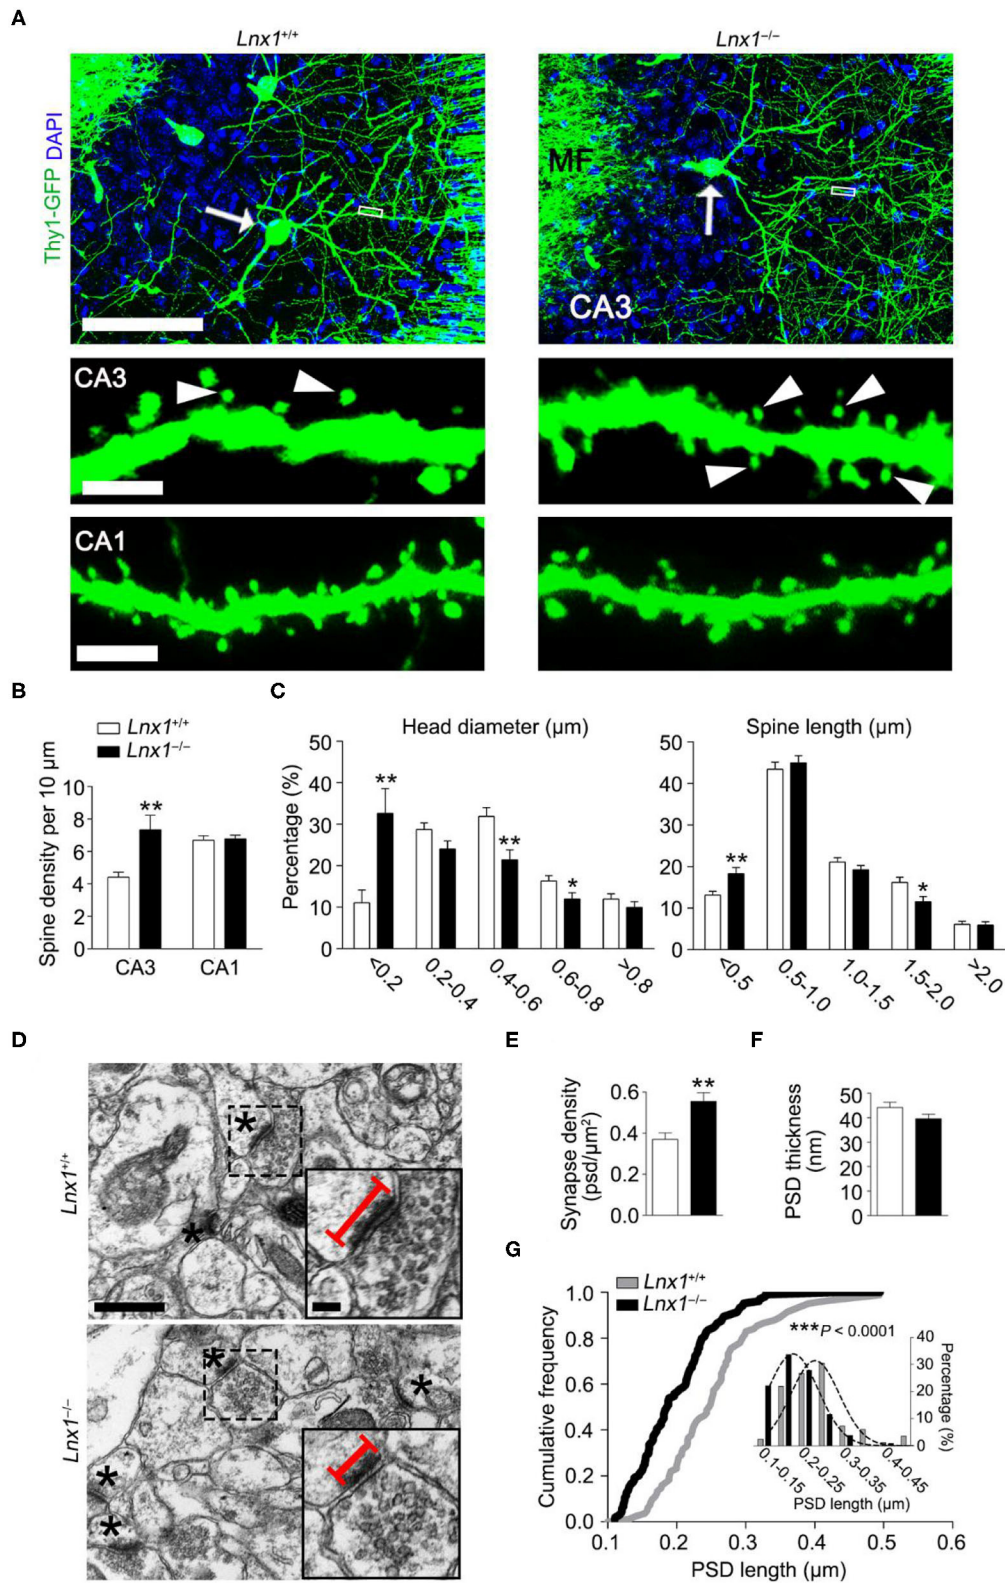 A
Lnx1+/+
Lnx1−/−
Thy1-GFP DAPI
MF
CA3
CA3
CA1
B
Lnx1+/+
Lnx1−/−
Spine density per 10 μm
10
8
6
4
2
0
**
CA3 CA1
C
Head diameter (μm)
Percentage (%)
50
40
30
20
10
0
** ** *
<0.2 0.2-0.4 0.4-0.6 0.6-0.8 >0.8
Spine length (μm)
50
40
30
20
10
0
** *
<0.5 0.5-1.0 1.0-1.5 1.5-2.0 >2.0
D
Lnx1+/+
* *
Lnx1−/−
* * * *
E
Synapse density
(psd/μm2)
0.6
0.4
0.2
0.0
**
F
PSD thickness
(nm)
50
40
30
20
10
0
G
Lnx1+/+
Lnx1−/−
***P < 0.0001
Cumulative frequency
1.0
0.8
0.6
0.4
0.2
0.0
0.1 0.2 0.3 0.4 0.5 0.6
PSD length (μm)
Percentage (%)
40
30
20
10
0
0.1-0.15 0.2-0.25 0.3-0.35 0.4-0.45
PSD length (μm)